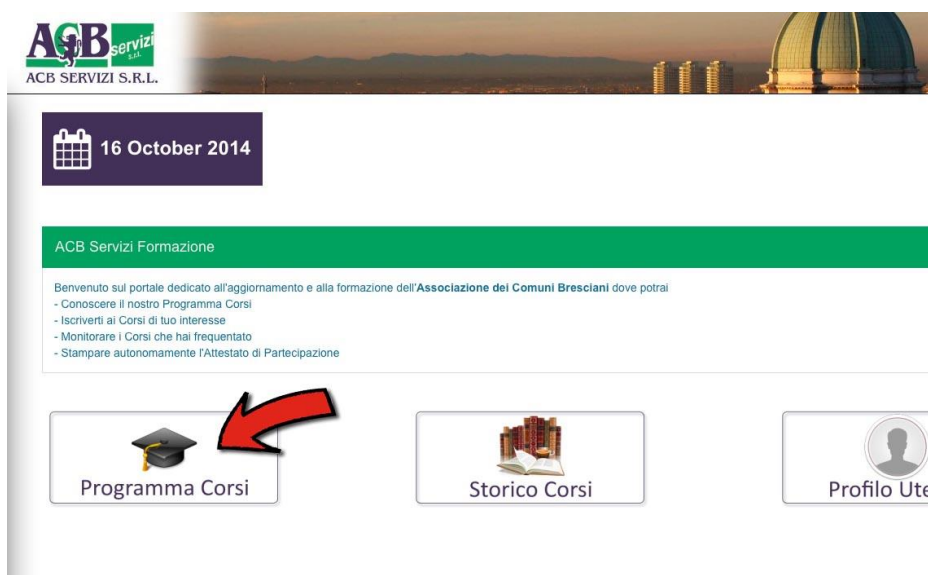 ACB servizi
s.r.l.
ACB SERVIZI S.R.L.
16 October 2014
ACB Servizi Formazione
Benvenuto sul portale dedicato all'aggiornamento e alla formazione dell'Associazione dei Comuni Bresciani dove potrai
- Conoscere il nostro Programma Corsi
- Iscriverti ai Corsi di tuo interesse
- Monitorare i Corsi che hai frequentato
- Stampare autonomamente l'Attestato di Partecipazione
Programma Corsi
Storico Corsi
Profilo Ute